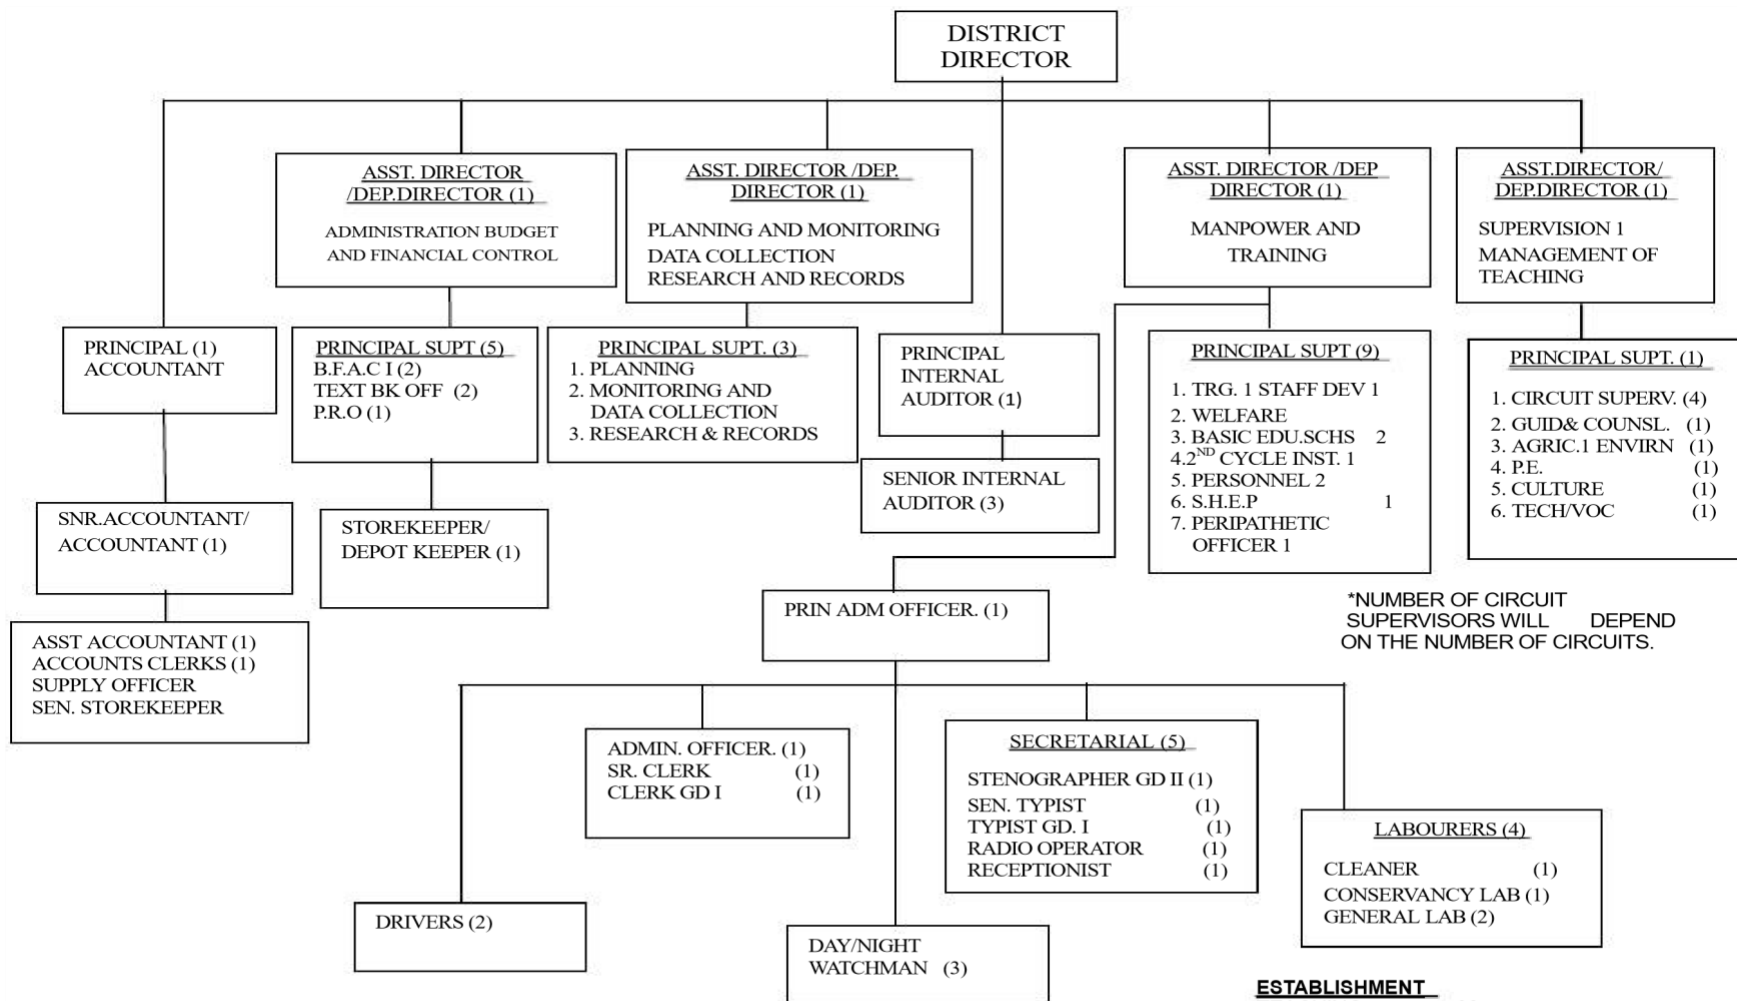 DISTRICT
DIRECTOR
ASST. DIRECTOR
/DEP.DIRECTOR (1)
ADMINISTRATION BUDGET
AND FINANCIAL CONTROL
ASST. DIRECTOR /DEP.
DIRECTOR (1)
PLANNING AND MONITORING
DATA COLLECTION
RESEARCH AND RECORDS
ASST. DIRECTOR /DEP
DIRECTOR (1)
MANPOWER AND
TRAINING
ASST.DIRECTOR/
DEP.DIRECTOR (1)
SUPERVISION 1
MANAGEMENT OF
TEACHING
PRINCIPAL (1)
ACCOUNTANT
PRINCIPAL SUPT (5)
B.F.A.C I (2)
TEXT BK OFF (2)
P.R.O (1)
PRINCIPAL SUPT. (3)
1. PLANNING
2. MONITORING AND
DATA COLLECTION
3. RESEARCH & RECORDS
PRINCIPAL
INTERNAL
AUDITOR (1)
PRINCIPAL SUPT (9)
1. TRG. 1 STAFF DEV 1
2. WELFARE
3. BASIC EDU.SCHS 2
4.2ND CYCLE INST. 1
5. PERSONNEL 2
6. S.H.E.P 1
7. PERIPATHETIC
OFFICER 1
PRINCIPAL SUPT. (1)
1. CIRCUIT SUPERV. (4)
2. GUID& COUNSL. (1)
3. AGRIC.1 ENVIRN (1)
4. P.E. (1)
5. CULTURE (1)
6. TECH/VOC (1)
SENIOR INTERNAL
AUDITOR (3)
SNR.ACCOUNTANT/
ACCOUNTANT (1)
STOREKEEPER/
DEPOT KEEPER (1)
*NUMBER OF CIRCUIT
SUPERVISORS WILL DEPEND
ON THE NUMBER OF CIRCUITS.
PRIN ADM OFFICER. (1)
ASST ACCOUNTANT (1)
ACCOUNTS CLERKS (1)
SUPPLY OFFICER
SEN. STOREKEEPER
ADMIN. OFFICER. (1)
SR. CLERK (1)
CLERK GD I (1)
SECRETARIAL (5)
STENOGRAPHER GD II (1)
SEN. TYPIST (1)
TYPIST GD. I (1)
RADIO OPERATOR (1)
RECEPTIONIST (1)
LABOURERS (4)
CLEANER (1)
CONSERVANCY LAB (1)
GENERAL LAB (2)
DRIVERS (2)
DAY/NIGHT
WATCHMAN (3)
ESTABLISHMENT